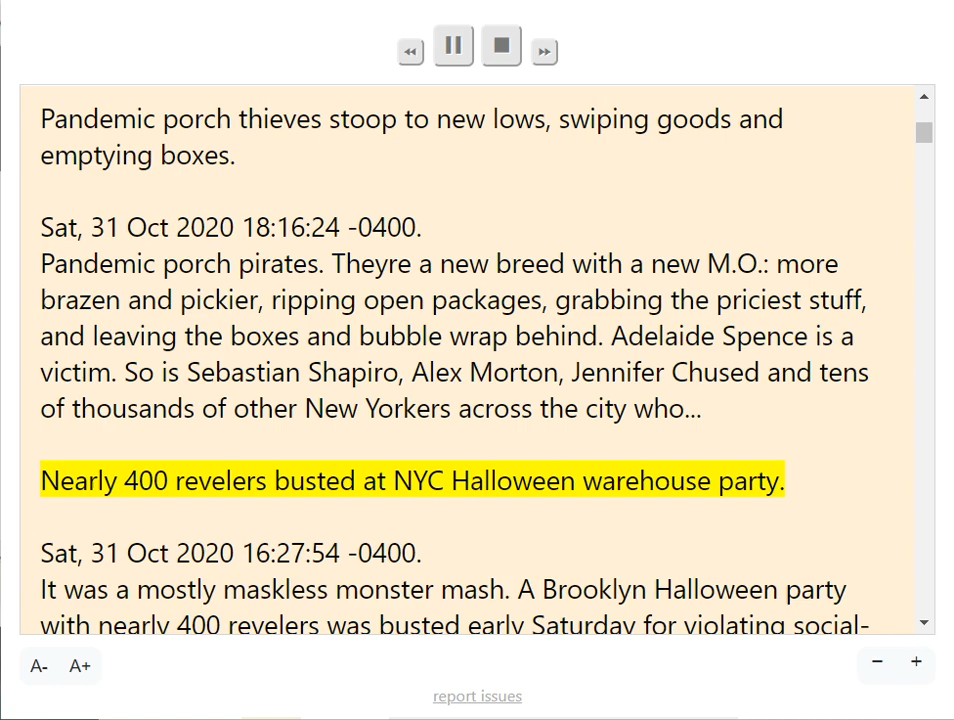 Pandemic porch thieves stoop to new lows, swiping goods and
emptying boxes.
Sat, 31 Oct 2020 18:16:24 -0400.
Pandemic porch pirates. Theyre a new breed with a new M.O.: more
brazen and pickier, ripping open packages, grabbing the priciest stuff,
and leaving the boxes and bubble wrap behind. Adelaide Spence is a
victim. So is Sebastian Shapiro, Alex Morton, Jennifer Chused and tens
of thousands of other New Yorkers across the city who...
Nearly 400 revelers busted at NYC Halloween warehouse party.
Sat, 31 Oct 2020 16:27:54 -0400.
It was a mostly maskless monster mash. A Brooklyn Halloween party
with nearly 400 revelers was busted early Saturday for violating social-
A- A+ − +
report issues